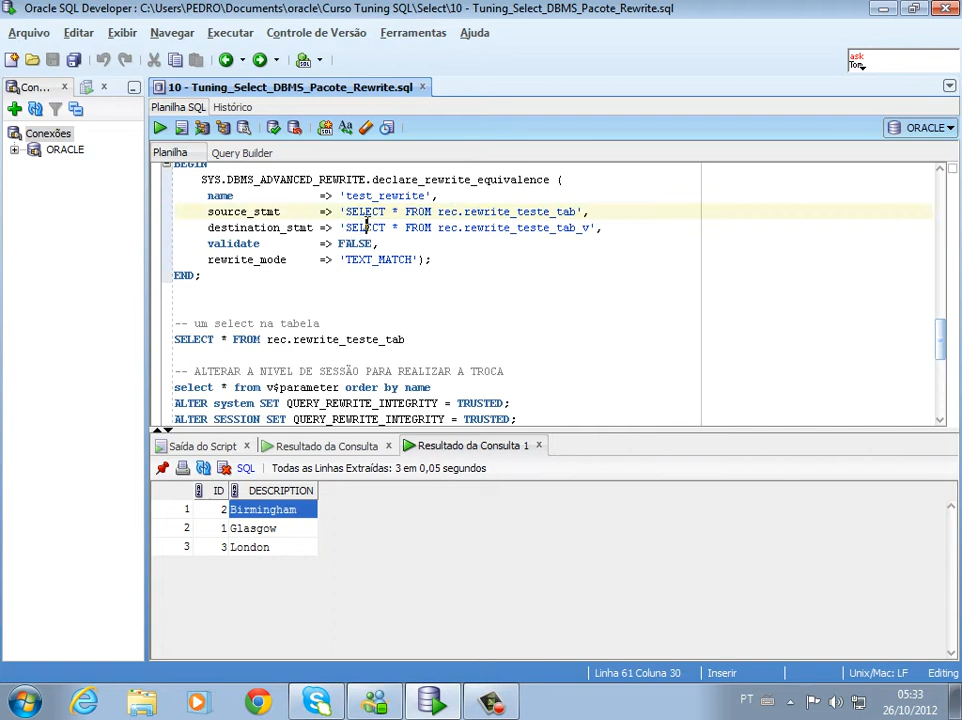 Oracle SQL Developer : C:\Users\PEDRO\Documents\oracle\Curso Tuning SQL\Select\10 - Tuning_Select_DBMS_Pacote_Rewrite.sql
Arquivo Editar Exibir Navegar Executar Controle de Versão Ferramentas Ajuda
ask
Tom
Con...
10 - Tuning_Select_DBMS_Pacote_Rewrite.sql
Planilha SQL Histórico
Conexões
ORACLE
ORACLE
Planilha Query Builder
BEGIN
SYS.DBMS_ADVANCED_REWRITE.declare_rewrite_equivalence (
name => 'test_rewrite',
source_stmt => 'SELECT * FROM rec.rewrite_teste_tab',
destination_stmt => 'SELECT * FROM rec.rewrite_teste_tab_v',
validate => FALSE,
rewrite_mode => 'TEXT_MATCH');
END;
-- um select na tabela
SELECT * FROM rec.rewrite_teste_tab
-- ALTERAR A NIVEL DE SESSÃO PARA REALIZAR A TROCA
select * from v$parameter order by name
ALTER system SET QUERY_REWRITE_INTEGRITY = TRUSTED;
ALTER SESSION SET QUERY_REWRITE_INTEGRITY = TRUSTED;
Saída do Script Resultado da Consulta Resultado da Consulta 1
SQL Todas as Linhas Extraídas: 3 em 0,05 segundos
ID DESCRIPTION
1 2 Birmingham
2 1 Glasgow
3 3 London
Linha 61 Coluna 30 Inserir Unix/Mac: LF Editing
PT
05:33
26/10/2012